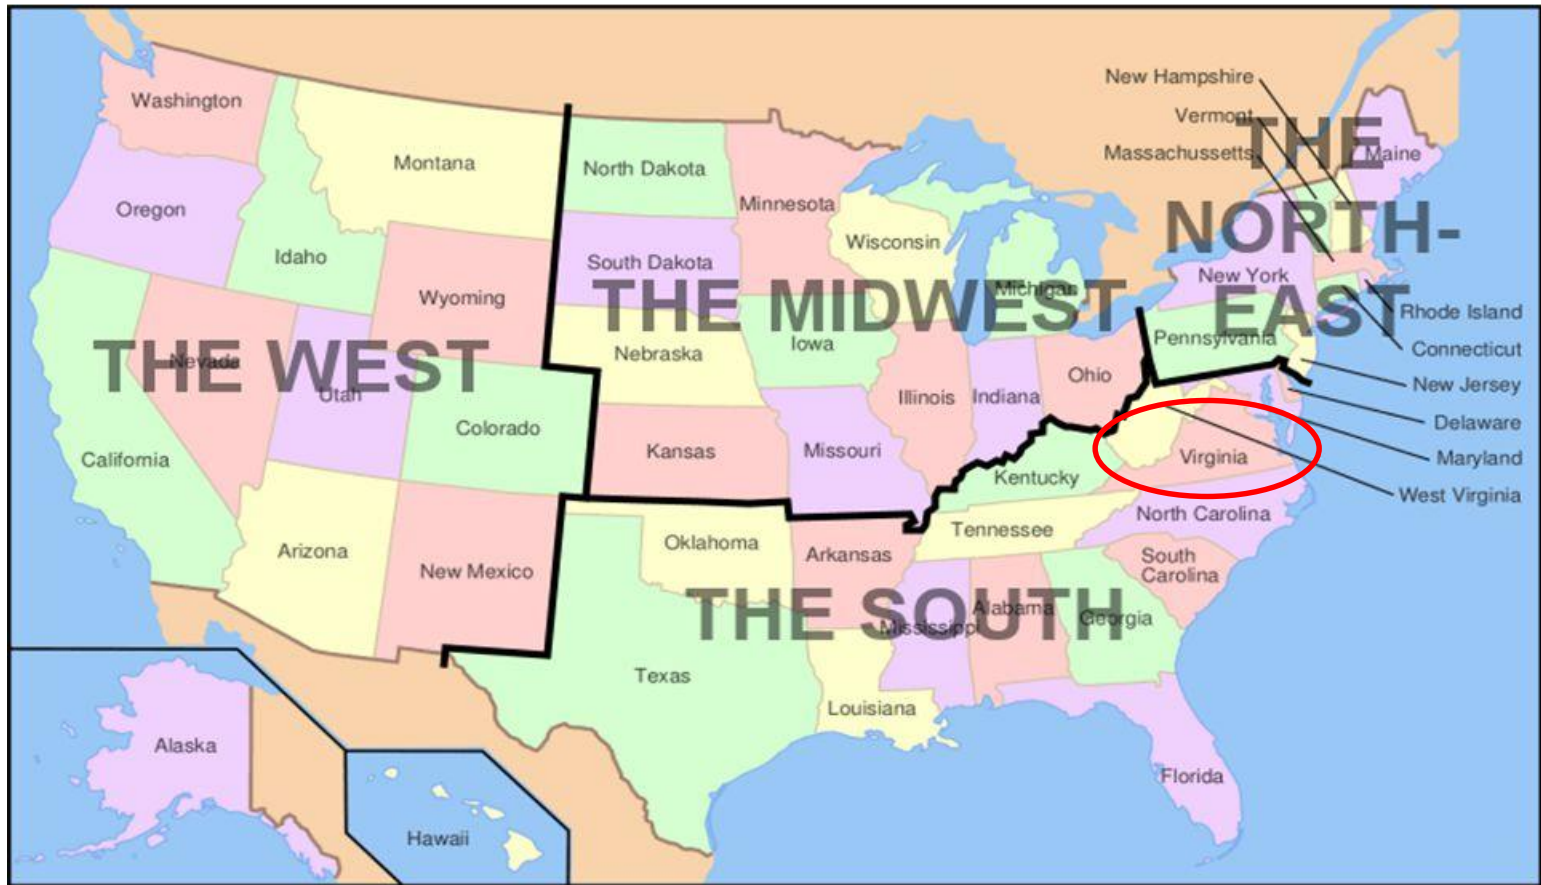 New Hampshire
Vermont
Massachussetts
THE
NORTH-
EAST
Maine
Washington
Montana
North Dakota
Minnesota
Oregon
Idaho
Wyoming
South Dakota
Wisconsin
Michigan
New York
THE MIDWEST
Rhode Island
Connecticut
New Jersey
Delaware
Maryland
West Virginia
Pennsylvania
THE WEST
Nevada
Utah
Colorado
California
Nebraska
Iowa
Illinois
Indiana
Ohio
Kansas
Missouri
Kentucky
Virginia
Arizona
New Mexico
Oklahoma
Arkansas
Tennessee
North Carolina
South
Carolina
THE SOUTH
Mississippi
Alabama
Georgia
Texas
Louisiana
Florida
Alaska
Hawaii